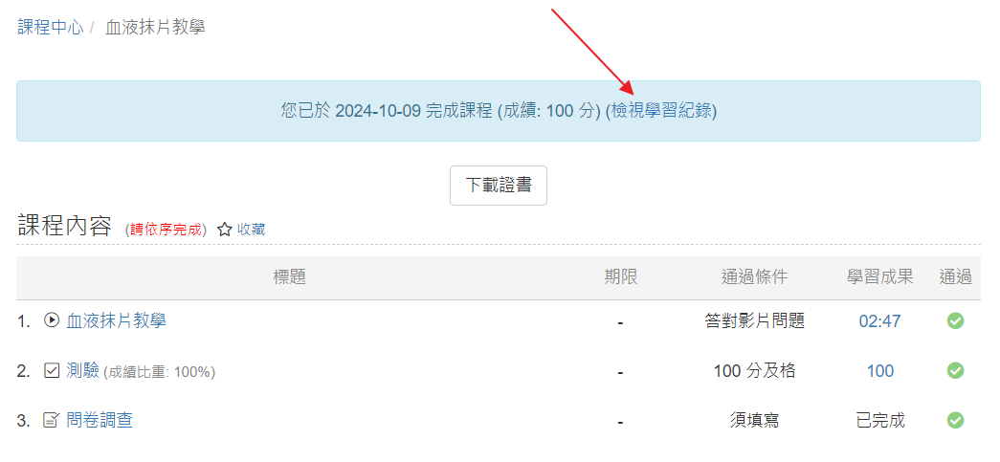 課程中心 / 血液抹片教學
您已於 2024-10-09 完成課程 (成績: 100 分) (檢視學習紀錄)
下載證書
課程內容 (請依序完成) 收藏
標題 期限 通過條件 學習成果 通過
1. 血液抹片教學 - 答對影片問題 02:47
2. 測驗 (成績比重: 100%) - 100 分及格 100
3. 問卷調查 - 須填寫 已完成